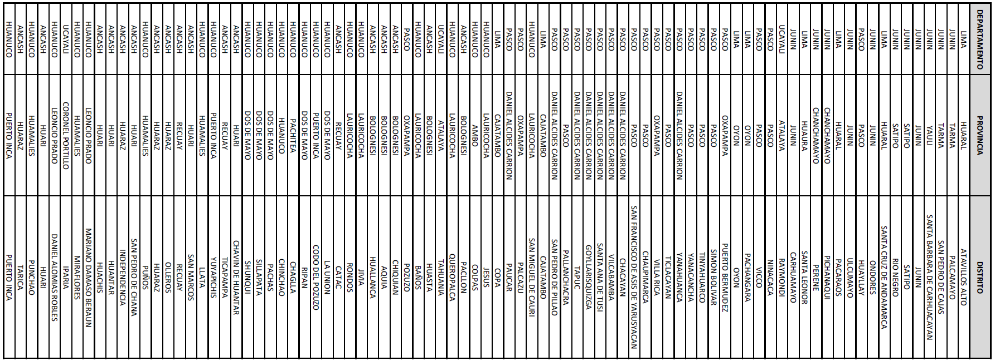 DEPARTAMENTO PROVINCIA DISTRITO
LIMA HUARAL ATAVILLOS ALTO
JUNIN TARMA PALCAMAYO
JUNIN TARMA SAN PEDRO DE CAJAS
JUNIN YAULI SANTA BARBARA DE CARHUACAYAN
JUNIN JUNIN JUNIN
JUNIN SATIPO SATIPO
JUNIN SATIPO RIO NEGRO
LIMA HUARAL SANTA CRUZ DE ANDAMARCA
JUNIN JUNIN ONDORES
PASCO PASCO HUAYLLAY
JUNIN JUNIN ULCUMAYO
LIMA HUARAL PACARAOS
JUNIN CHANCHAMAYO PICHANAQUI
JUNIN CHANCHAMAYO PERENE
LIMA HUAURA SANTA LEONOR
JUNIN JUNIN CARHUAMAYO
UCAYALI ATALAYA RAYMONDI
PASCO PASCO NINACACA
PASCO PASCO VICCO
LIMA OYON PACHANGARA
LIMA OYON OYON
PASCO OXAPAMPA PUERTO BERMUDEZ
PASCO PASCO SIMON BOLIVAR
PASCO PASCO TINYAHUARCO
PASCO PASCO YANACANCHA
PASCO DANIEL ALCIDES CARRION YANAHUANCA
PASCO PASCO TICLACAYAN
PASCO OXAPAMPA VILLA RICA
PASCO PASCO CHAUPIMARCA
PASCO PASCO SAN FRANCISCO DE ASIS DE YARUSYACAN
PASCO DANIEL ALCIDES CARRION CHACAYAN
PASCO DANIEL ALCIDES CARRION VILCABAMBA
PASCO DANIEL ALCIDES CARRION SANTA ANA DE TUSI
PASCO DANIEL ALCIDES CARRION GOYLLARISQUIZGA
PASCO DANIEL ALCIDES CARRION TAPUC
PASCO PASCO PALLANCHACRA
PASCO DANIEL ALCIDES CARRION SAN PEDRO DE PILLAO
LIMA CAJATAMBO CAJATAMBO
HUANUCO LAURICOCHA SAN MIGUEL DE CAURI
PASCO OXAPAMPA PALCAZU
PASCO DANIEL ALCIDES CARRION PAUCAR
LIMA CAJATAMBO COPA
HUANUCO LAURICOCHA JESUS
HUANUCO AMBO COLPAS
ANCASH BOLOGNESI PACLLON
HUANUCO LAURICOCHA QUEROPALCA
UCAYALI ATALAYA TAHUANIA
ANCASH BOLOGNESI HUASTA
HUANUCO LAURICOCHA BAÑOS
PASCO OXAPAMPA POZUZO
ANCASH BOLOGNESI CHIQUIAN
ANCASH BOLOGNESI AQUIA
ANCASH BOLOGNESI HUALLANCA
HUANUCO LAURICOCHA JIVIA
HUANUCO LAURICOCHA RONDOS
ANCASH RECUAY CATAC
HUANUCO DOS DE MAYO LA UNION
HUANUCO PUERTO INCA CODO DEL POZUZO
HUANUCO DOS DE MAYO RIPAN
HUANUCO PACHITEA CHAGLLA
HUANUCO HUANUCO CHINCHAO
HUANUCO DOS DE MAYO PACHAS
HUANUCO DOS DE MAYO SILLAPATA
HUANUCO DOS DE MAYO SHUNQUI
ANCASH HUARI CHAVIN DE HUANTAR
ANCASH RECUAY TICAPAMPA
HUANUCO PUERTO INCA YUYAPICHIS
HUANUCO HUAMALIES LLATA
ANCASH HUARI SAN MARCOS
ANCASH RECUAY RECUAY
ANCASH HUARAZ OLLEROS
ANCASH HUARAZ HUARAZ
HUANUCO HUAMALIES PUÑOS
ANCASH HUARI SAN PEDRO DE CHANA
ANCASH HUARAZ INDEPENDENCIA
ANCASH HUARI HUANTAR
ANCASH HUARI HUACHIS
HUANUCO LEONCIO PRADO MARIANO DAMASO BERAUN
HUANUCO HUAMALIES MIRAFLORES
UCAYALI CORONEL PORTILLO IPARIA
HUANUCO LEONCIO PRADO DANIEL ALOMAS ROBLES
ANCASH HUARI HUARI
HUANUCO HUAMALIES PUNCHAO
ANCASH HUARAZ TARICA
HUANUCO PUERTO INCA PUERTO INCA